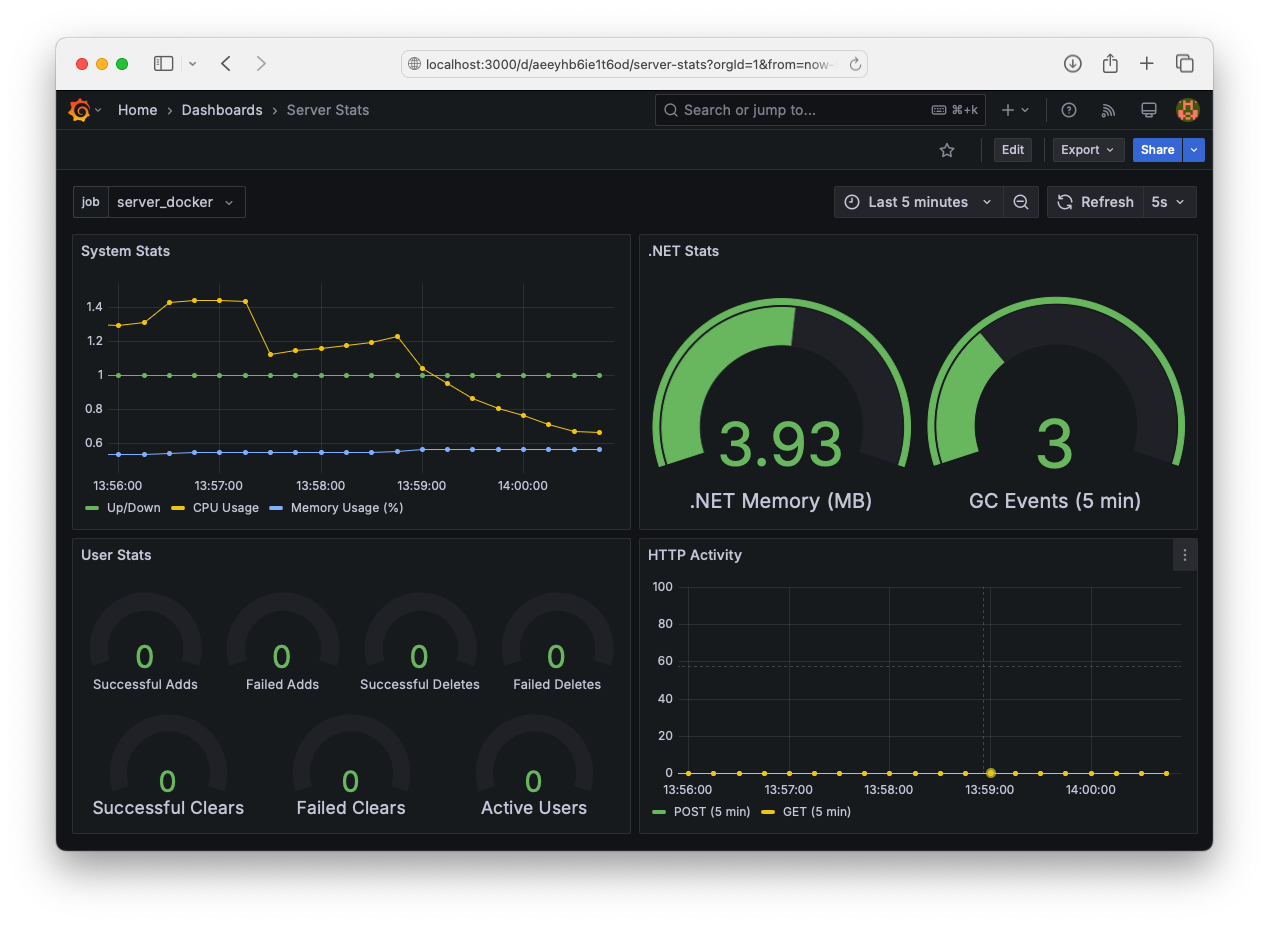 localhost:3000/d/aeeyhb6ie1t6od/server-stats?orgId=1&from=now-
Home › Dashboards › Server Stats
Search or jump to... ⌘+k
Edit
Export
Share
job server_docker
Last 5 minutes
Refresh 5s
System Stats
1.4
1.2
1
0.8
0.6
13:56:00 13:57:00 13:58:00 13:59:00 14:00:00
Up/Down CPU Usage Memory Usage (%)
.NET Stats
3.93 3
.NET Memory (MB) GC Events (5 min)
User Stats
0 0 0 0
Successful Adds Failed Adds Successful Deletes Failed Deletes
0 0 0
Successful Clears Failed Clears Active Users
HTTP Activity
100
80
60
40
20
0
13:56:00 13:57:00 13:58:00 13:59:00 14:00:00
POST (5 min) GET (5 min)